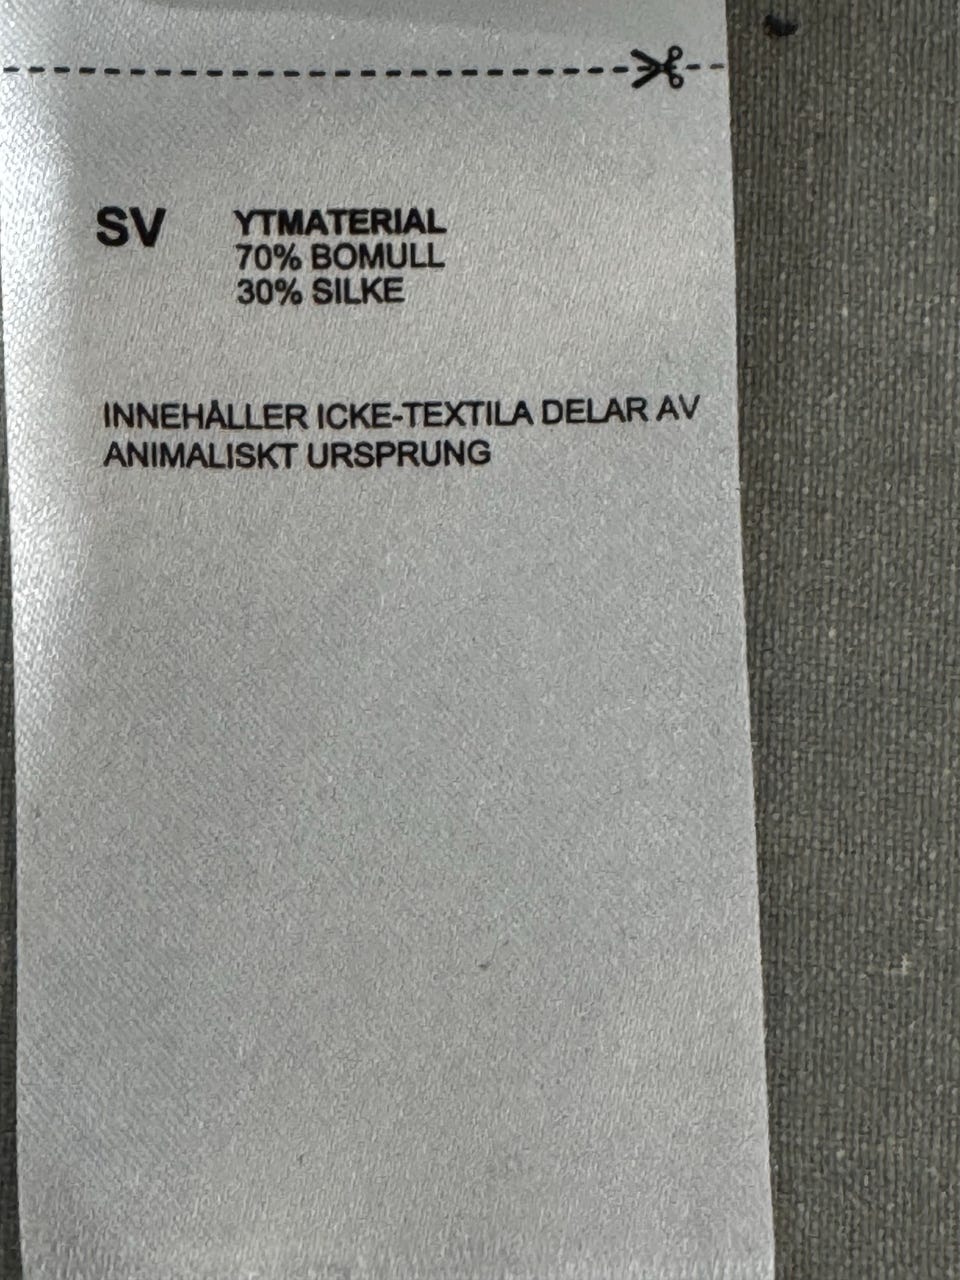 SV YTMATERIAL
70% BOMULL
30% SILKE
INNEHÅLLER ICKE-TEXTILA DELAR AV
ANIMALISKT URSPRUNG